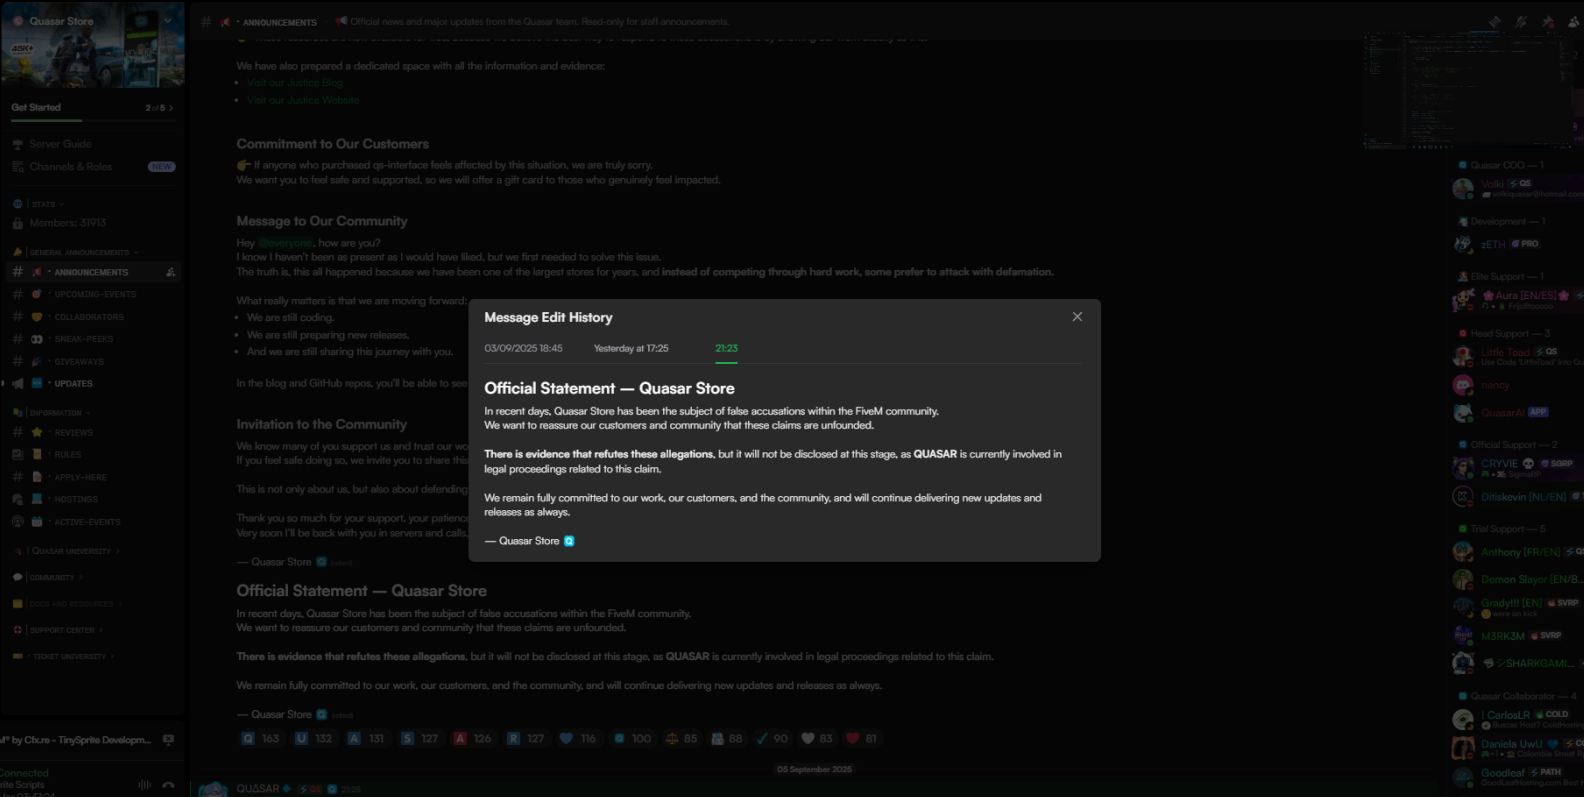 Quasar Store
45K+
Get Started
2 of 5
Server Guide
Channels & Roles
NEW
STATS
Members: 31913
GENERAL ANNOUNCEMENTS
ANNOUNCEMENTS
UPCOMING-EVENTS
COLLABORATORS
SNEAK-PEEKS
GIVEAWAYS
UPDATES
INFORMATION
REVIEWS
RULES
APPLY-HERE
HOSTINGS
ACTIVE-EVENTS
QUASAR UNIVERSITY
COMMUNITY
DOCS AND RESOURCES
SUPPORT CENTER
TICKET UNIVERSITY
by Cfx.re - TinySprite Developm...
Connected
Scripts
# · ANNOUNCEMENTS
Official news and major updates from the Quasar team. Read-only for staff announcements.
We have also prepared a dedicated space with all the information and evidence:
• Visit our Justice Blog
• Visit our Justice Website
Commitment to Our Customers
If anyone who purchased qs-interface feels affected by this situation, we are truly sorry.
We want you to feel safe and supported, so we will offer a gift card to those who genuinely feel impacted.
Message to Our Community
Hey @everyone, how are you?
I know I haven't been as present as I would have liked, but we first needed to solve this issue.
The truth is, this all happened because we have been one of the largest stores for years, and instead of competing through hard work, some prefer to attack with defamation.
What really matters is that we are moving forward:
• We are still coding.
• We are still preparing new releases.
• And we are still sharing this journey with you.
In the blog and GitHub repos, you'll be able to see
Invitation to the Community
We know many of you support us and trust our wo
If you feel safe doing so, we invite you to share this
This is not only about us, but also about defending
Thank you so much for your support, your patience
Very soon I'll be back with you in servers and calls,
— Quasar Store (edited)
Official Statement — Quasar Store
In recent days, Quasar Store has been the subject of false accusations within the FiveM community.
We want to reassure our customers and community that these claims are unfounded.
There is evidence that refutes these allegations, but it will not be disclosed at this stage, as QUASAR is currently involved in legal proceedings related to this claim.
We remain fully committed to our work, our customers, and the community, and will continue delivering new updates and releases as always.
— Quasar Store (edited)
Q 163 U 132 A 131 S 127 A 126 R 127 116 100 85 88 90 83 81
05 September 2025
QUΔSAR QS
Message Edit History
03/09/2025 18:45 Yesterday at 17:25 21:23
Official Statement — Quasar Store
In recent days, Quasar Store has been the subject of false accusations within the FiveM community.
We want to reassure our customers and community that these claims are unfounded.
There is evidence that refutes these allegations, but it will not be disclosed at this stage, as QUASAR is currently involved in
legal proceedings related to this claim.
We remain fully committed to our work, our customers, and the community, and will continue delivering new updates and
releases as always.
— Quasar Store
Quasar COO — 1
Volki QS
volkiquasar@hotmail.com
Development — 1
zETH PRO
Elite Support — 1
Aura [EN/ES]
Head Support — 3
Little Toad QS
nancy
QuasarAI APP
Official Support — 2
CRYVIE SGRP
SigmaRP
Ditiskevin [NL/EN]
Trial Support — 5
Anthony [FR/EN]
Demon Slayer [EN/B...
Grady!!! [EN] SVRP
M3RK3M SVRP
SHARKGAMI...
Quasar Collaborator — 4
| CarlosLR COLD
Daniela UwU
Goodleaf PATH